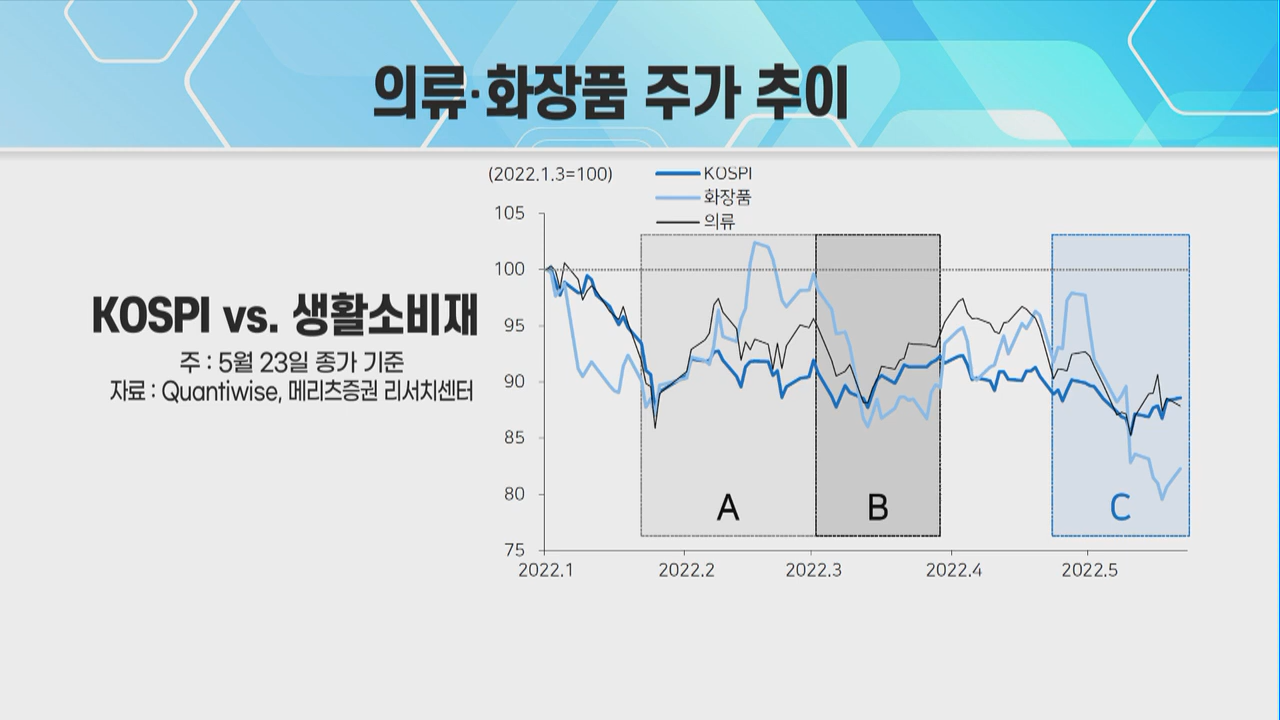 의류·화장품 주가 추이
KOSPI vs. 생활소비재
주 : 5월 23일 종가 기준
자료 : Quantiwise, 메리츠증권 리서치센터
(2022.1.3=100)
KOSPI
화장품
의류
105
100
95
90
85
80
75
A
B
C
2022.1
2022.2
2022.3
2022.4
2022.5